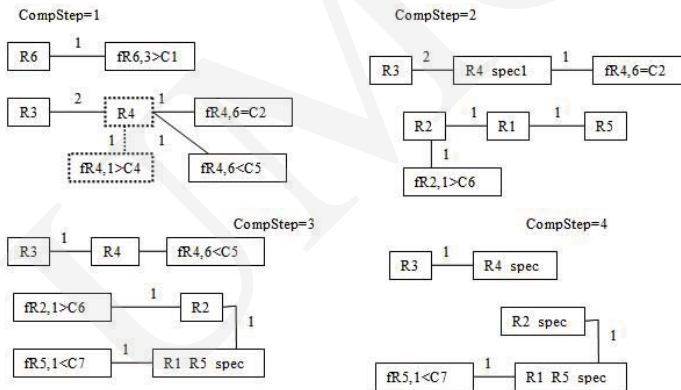 CompStep=1
R6 1 fR6,3>C1
R3 2 R4 1 fR4,6=C2
1 1
fR4,1>C4 fR4,6<C5
CompStep=2
R3 2 R4 spec1 1 fR4,6=C2
R2 1 R1 1 R5
1
fR2,1>C6
CompStep=3
R3 1 R4 fR4,6<C5
fR2,1>C6 1 R2
1
fR5,1<C7 1 R1 R5 spec
CompStep=4
R3 1 R4 spec
R2 spec
1
fR5,1<C7 1 R1 R5 spec